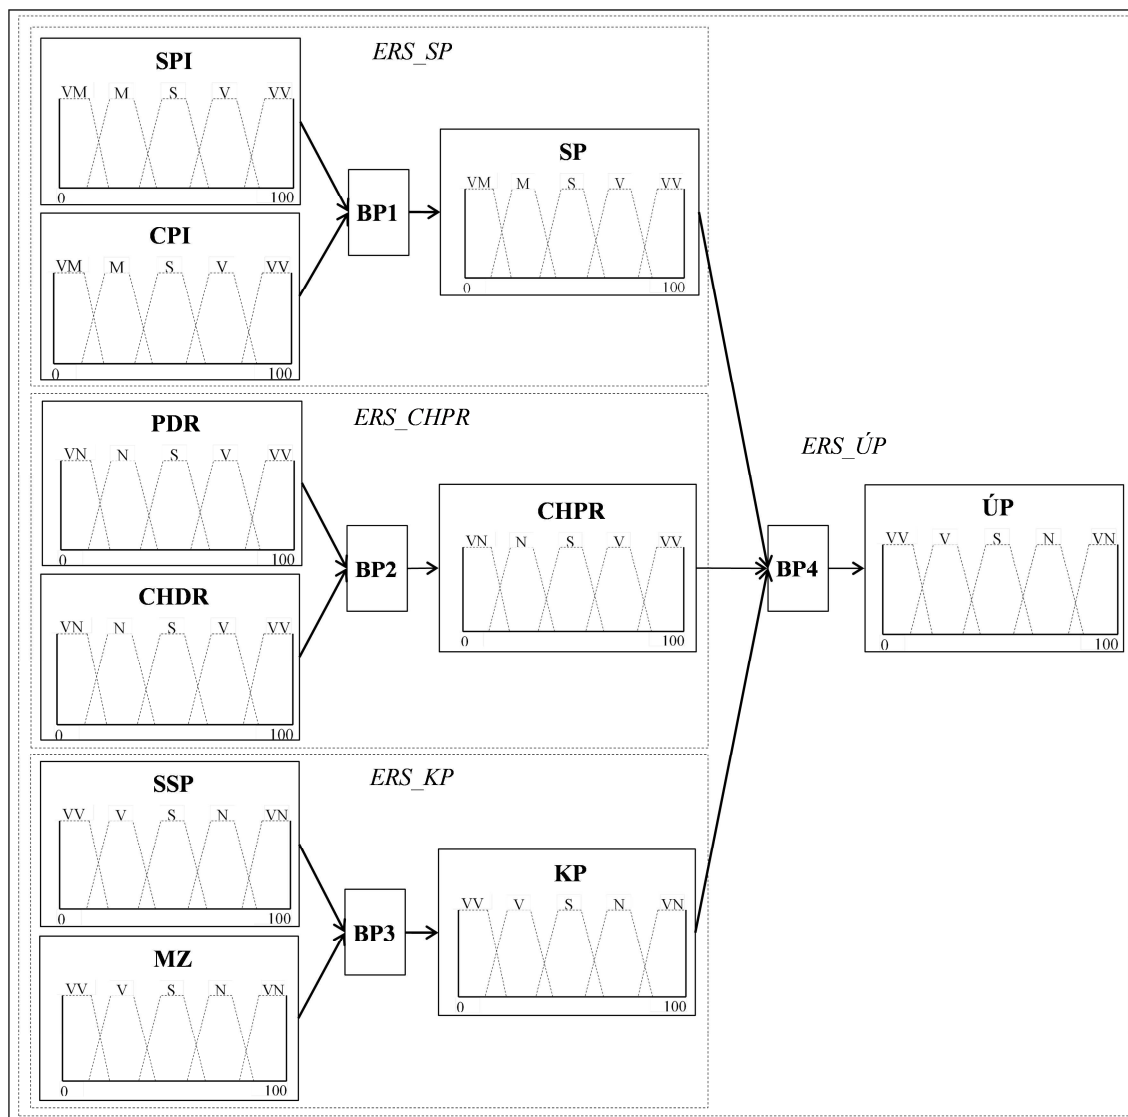 ERS_SP
SPI
VM M S V VV
0 100
CPI
VM M S V VV
0 100
BP1
SP
VM M S V VV
0 100
ERS_CHPR
PDR
VN N S V VV
0 100
CHDR
VN N S V VV
0 100
BP2
CHPR
VN N S V VV
0 100
ERS_KP
SSP
VV V S N VN
0 100
MZ
VV V S N VN
0 100
BP3
KP
VV V S N VN
0 100
ERS_ÚP
BP4
ÚP
VV V S N VN
0 100